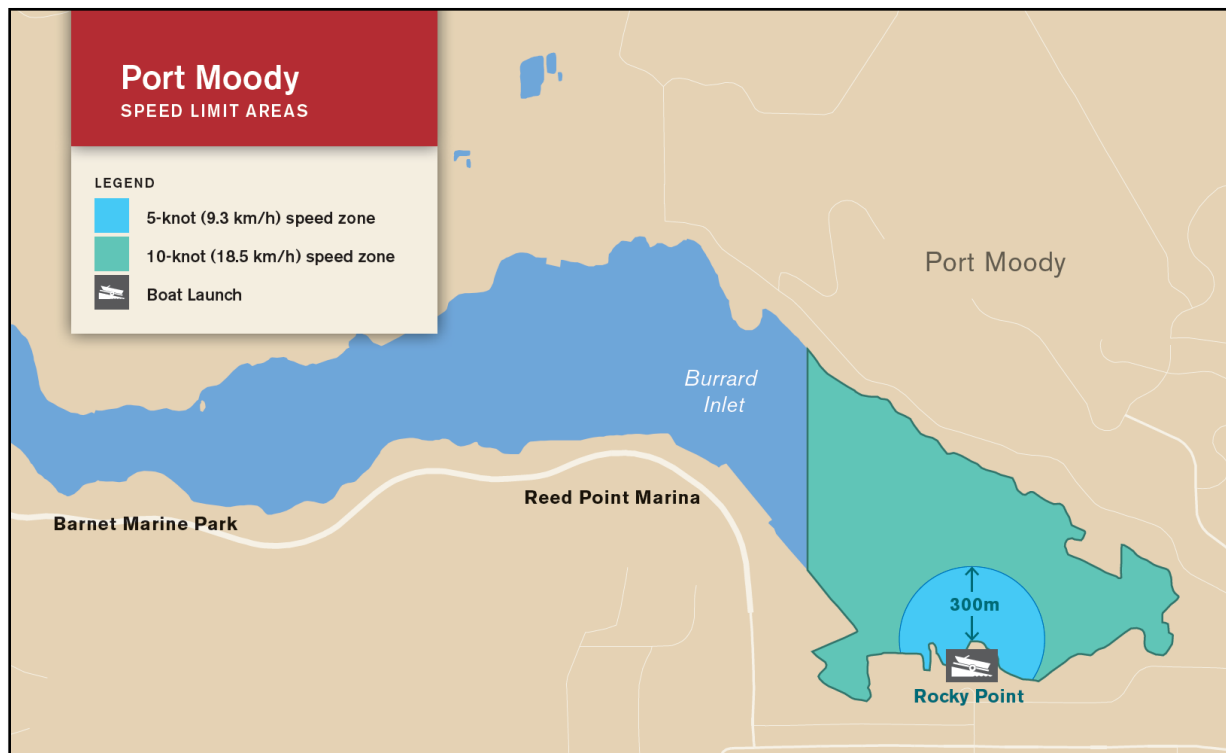 Port Moody
SPEED LIMIT AREAS
LEGEND
5-knot (9.3 km/h) speed zone
10-knot (18.5 km/h) speed zone
Boat Launch
Port Moody
Burrard
Inlet
Reed Point Marina
Barnet Marine Park
300m
Rocky Point